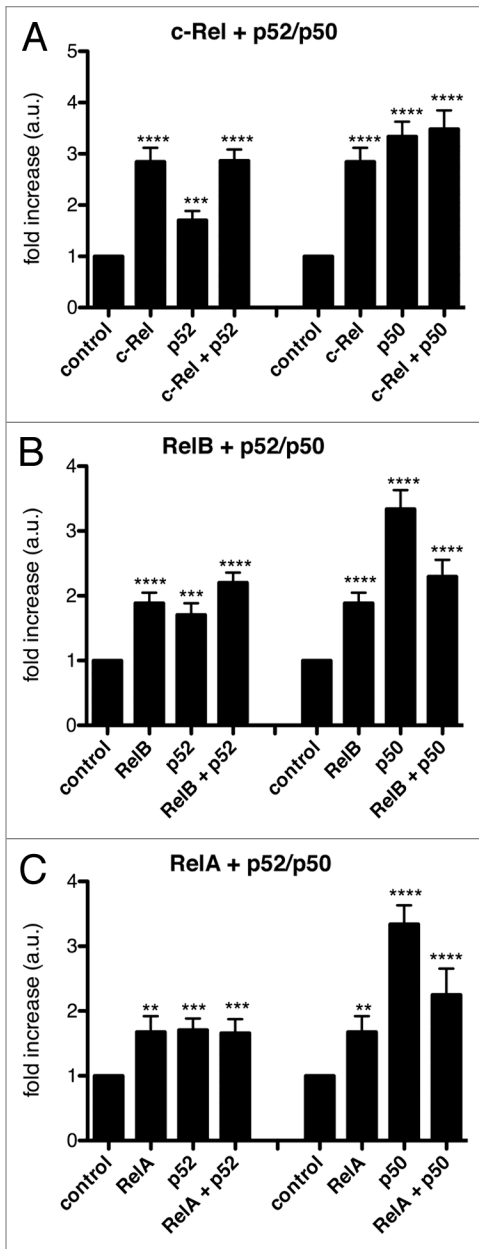 A
c-Rel + p52/p50
fold increase (a.u.)
5
4
3
2
1
0
**** *** **** **** **** ****
control c-Rel p52 c-Rel + p52 control c-Rel p50 c-Rel + p50
B
RelB + p52/p50
fold increase (a.u.)
4
3
2
1
0
**** *** **** **** **** ****
control RelB p52 RelB + p52 control RelB p50 RelB + p50
C
RelA + p52/p50
fold increase (a.u.)
4
3
2
1
0
** *** *** ** **** ****
control RelA p52 RelA + p52 control RelA p50 RelA + p50